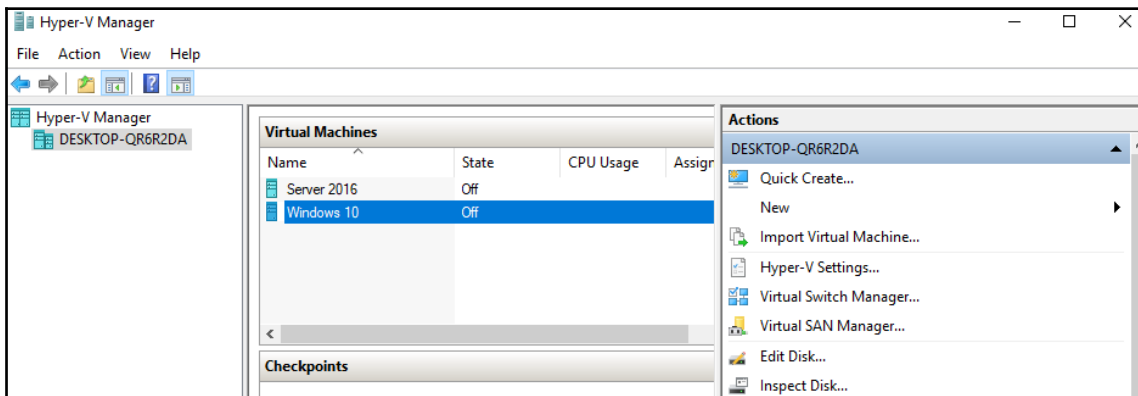 Hyper-V Manager
File Action View Help
Hyper-V Manager
DESKTOP-QR6R2DA
Virtual Machines
Name State CPU Usage Assigr
Server 2016 Off
Windows 10 Off
Checkpoints
Actions
DESKTOP-QR6R2DA
Quick Create...
New
Import Virtual Machine...
Hyper-V Settings...
Virtual Switch Manager...
Virtual SAN Manager...
Edit Disk...
Inspect Disk...